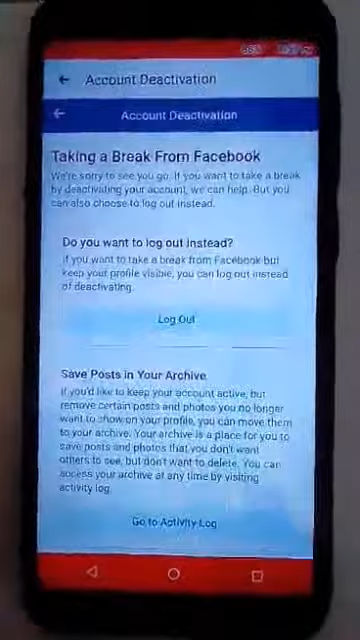 Account Deactivation
Account Deactivation
Taking a Break From Facebook
We're sorry to see you go. If you want to take a break
by deactivating your account, we can help. But you
can also choose to log out instead.
Do you want to log out instead?
If you want to take a break from Facebook but
keep your profile visible, you can log out instead
of deactivating.
Log Out
Save Posts in Your Archive
If you'd like to keep your account active, but
remove certain posts and photos you no longer
want to show on your profile, you can move them
to your archive. Your archive is a place for you to
save posts and photos that you don't want
others to see, but don't want to delete. You can
access your archive at any time by visiting
activity log.
Go to Activity Log